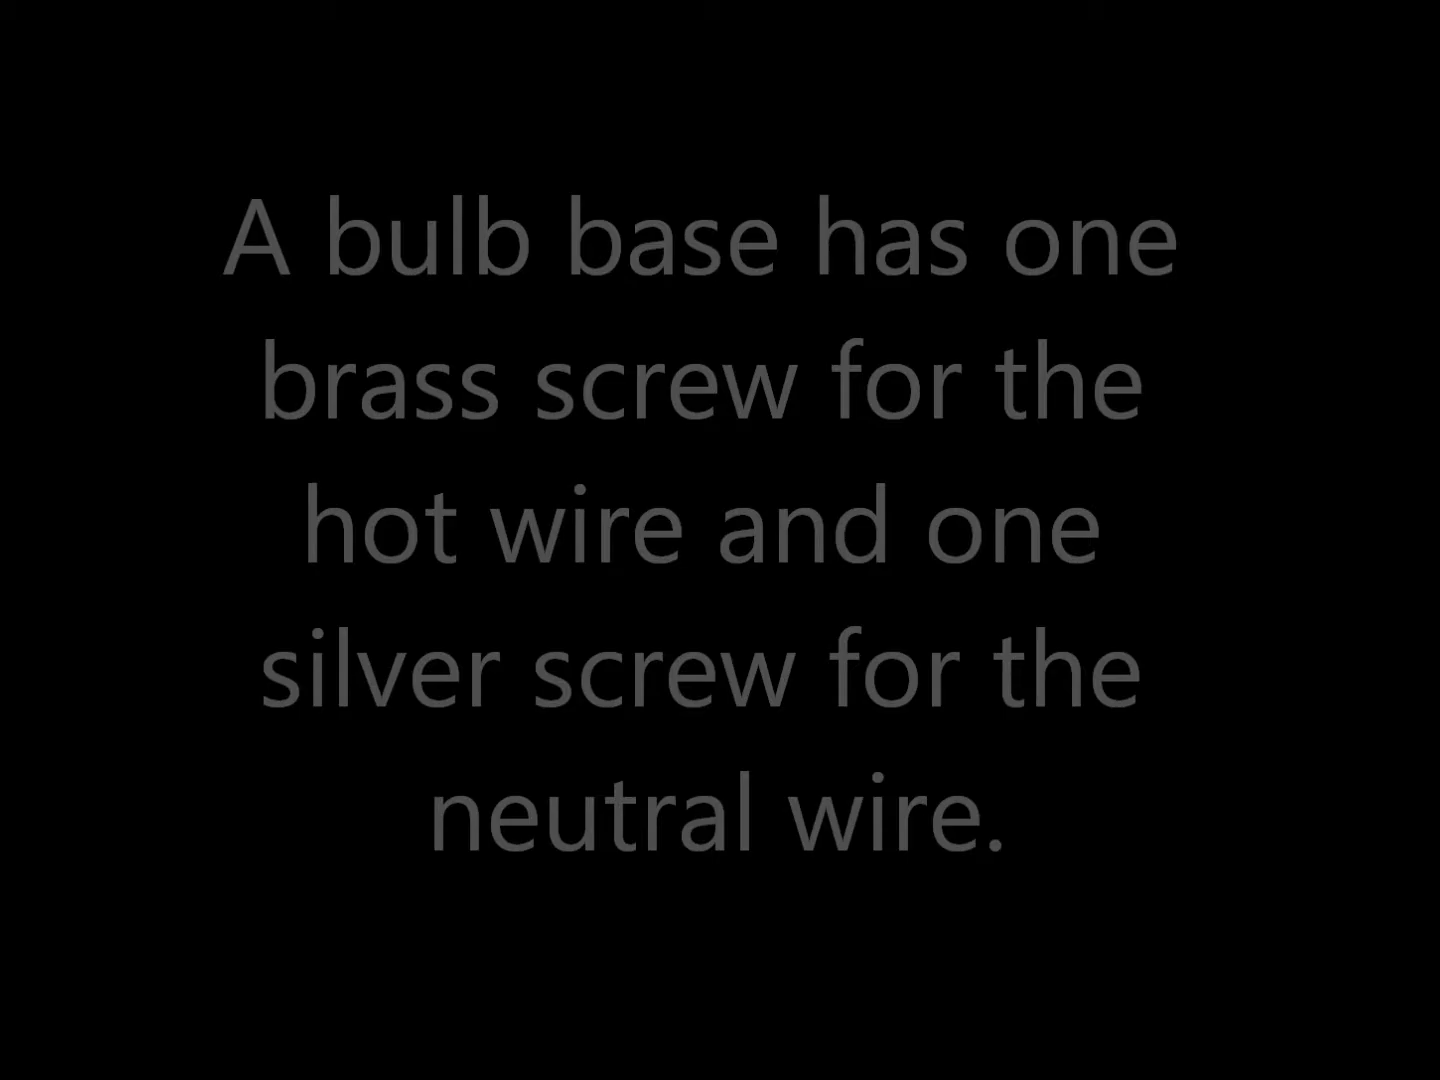 A bulb base has one
brass screw for the
hot wire and one
silver screw for the
neutral wire.